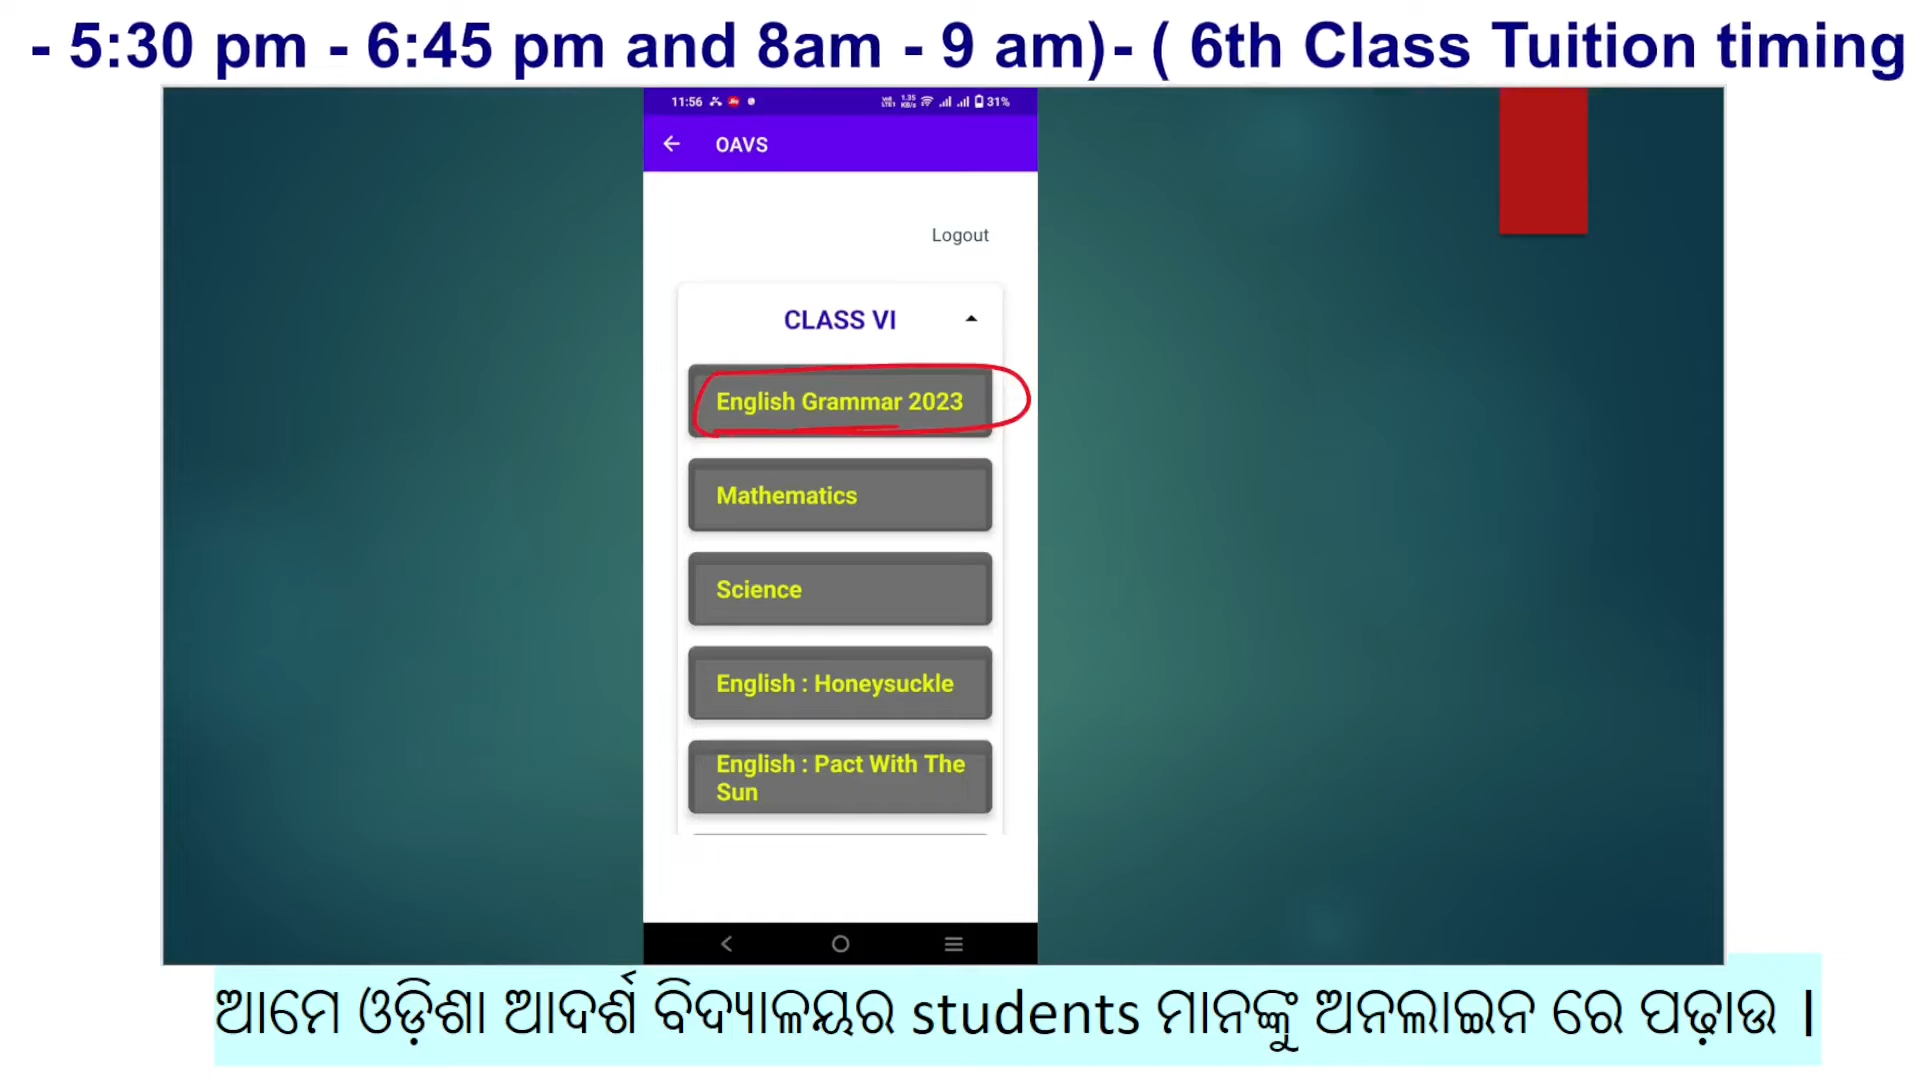 - 5:30 pm - 6:45 pm and 8am - 9 am)- ( 6th Class Tuition timing
11:56
31%
OAVS
Logout
CLASS VI
English Grammar 2023
Mathematics
Science
English : Honeysuckle
English : Pact With The
Sun
ଆମେ ଓଡ଼ିଶା ଆଦର୍ଶ ବିଦ୍ୟାଳୟର students ମାନଙ୍କୁ ଅନଲାଇନ ରେ ପଢ଼ାଉ ।